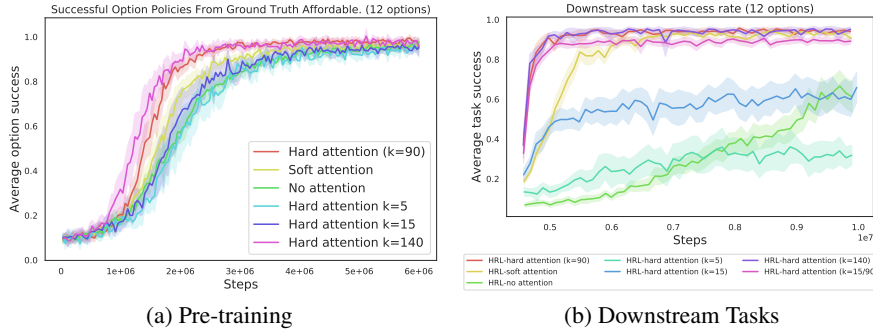 Successful Option Policies From Ground Truth Affordable. (12 options)
Average option success
1.0
0.8
0.6
0.4
0.2
0.0
Hard attention (k=90)
Soft attention
No attention
Hard attention k=5
Hard attention k=15
Hard attention k=140
0 1e+06 2e+06 3e+06 4e+06 5e+06 6e+06
Steps
(a) Pre-training
Downstream task success rate (12 options)
Average task success
1.0
0.8
0.6
0.4
0.2
0.5 0.6 0.7 0.8 0.9 1.0
1e7
Steps
HRL-hard attention (k=90) HRL-hard attention (k=5) HRL-hard attention (k=140)
HRL-soft attention HRL-hard attention (k=15) HRL-hard attention (k=15/90)
HRL-no attention
(b) Downstream Tasks